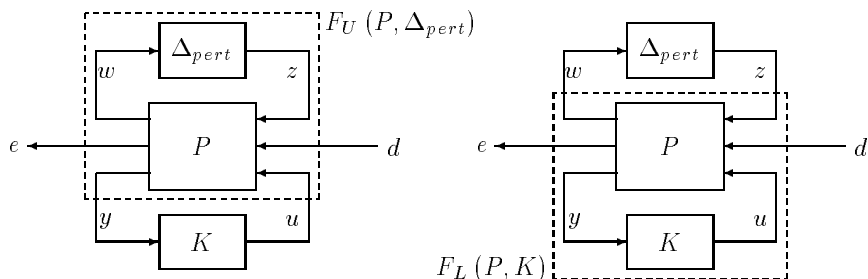 F_U (P, Δ_pert)
Δ_pert
w
z
P
e
d
y
u
K
Δ_pert
w
z
P
e
d
y
u
K
F_L (P, K)